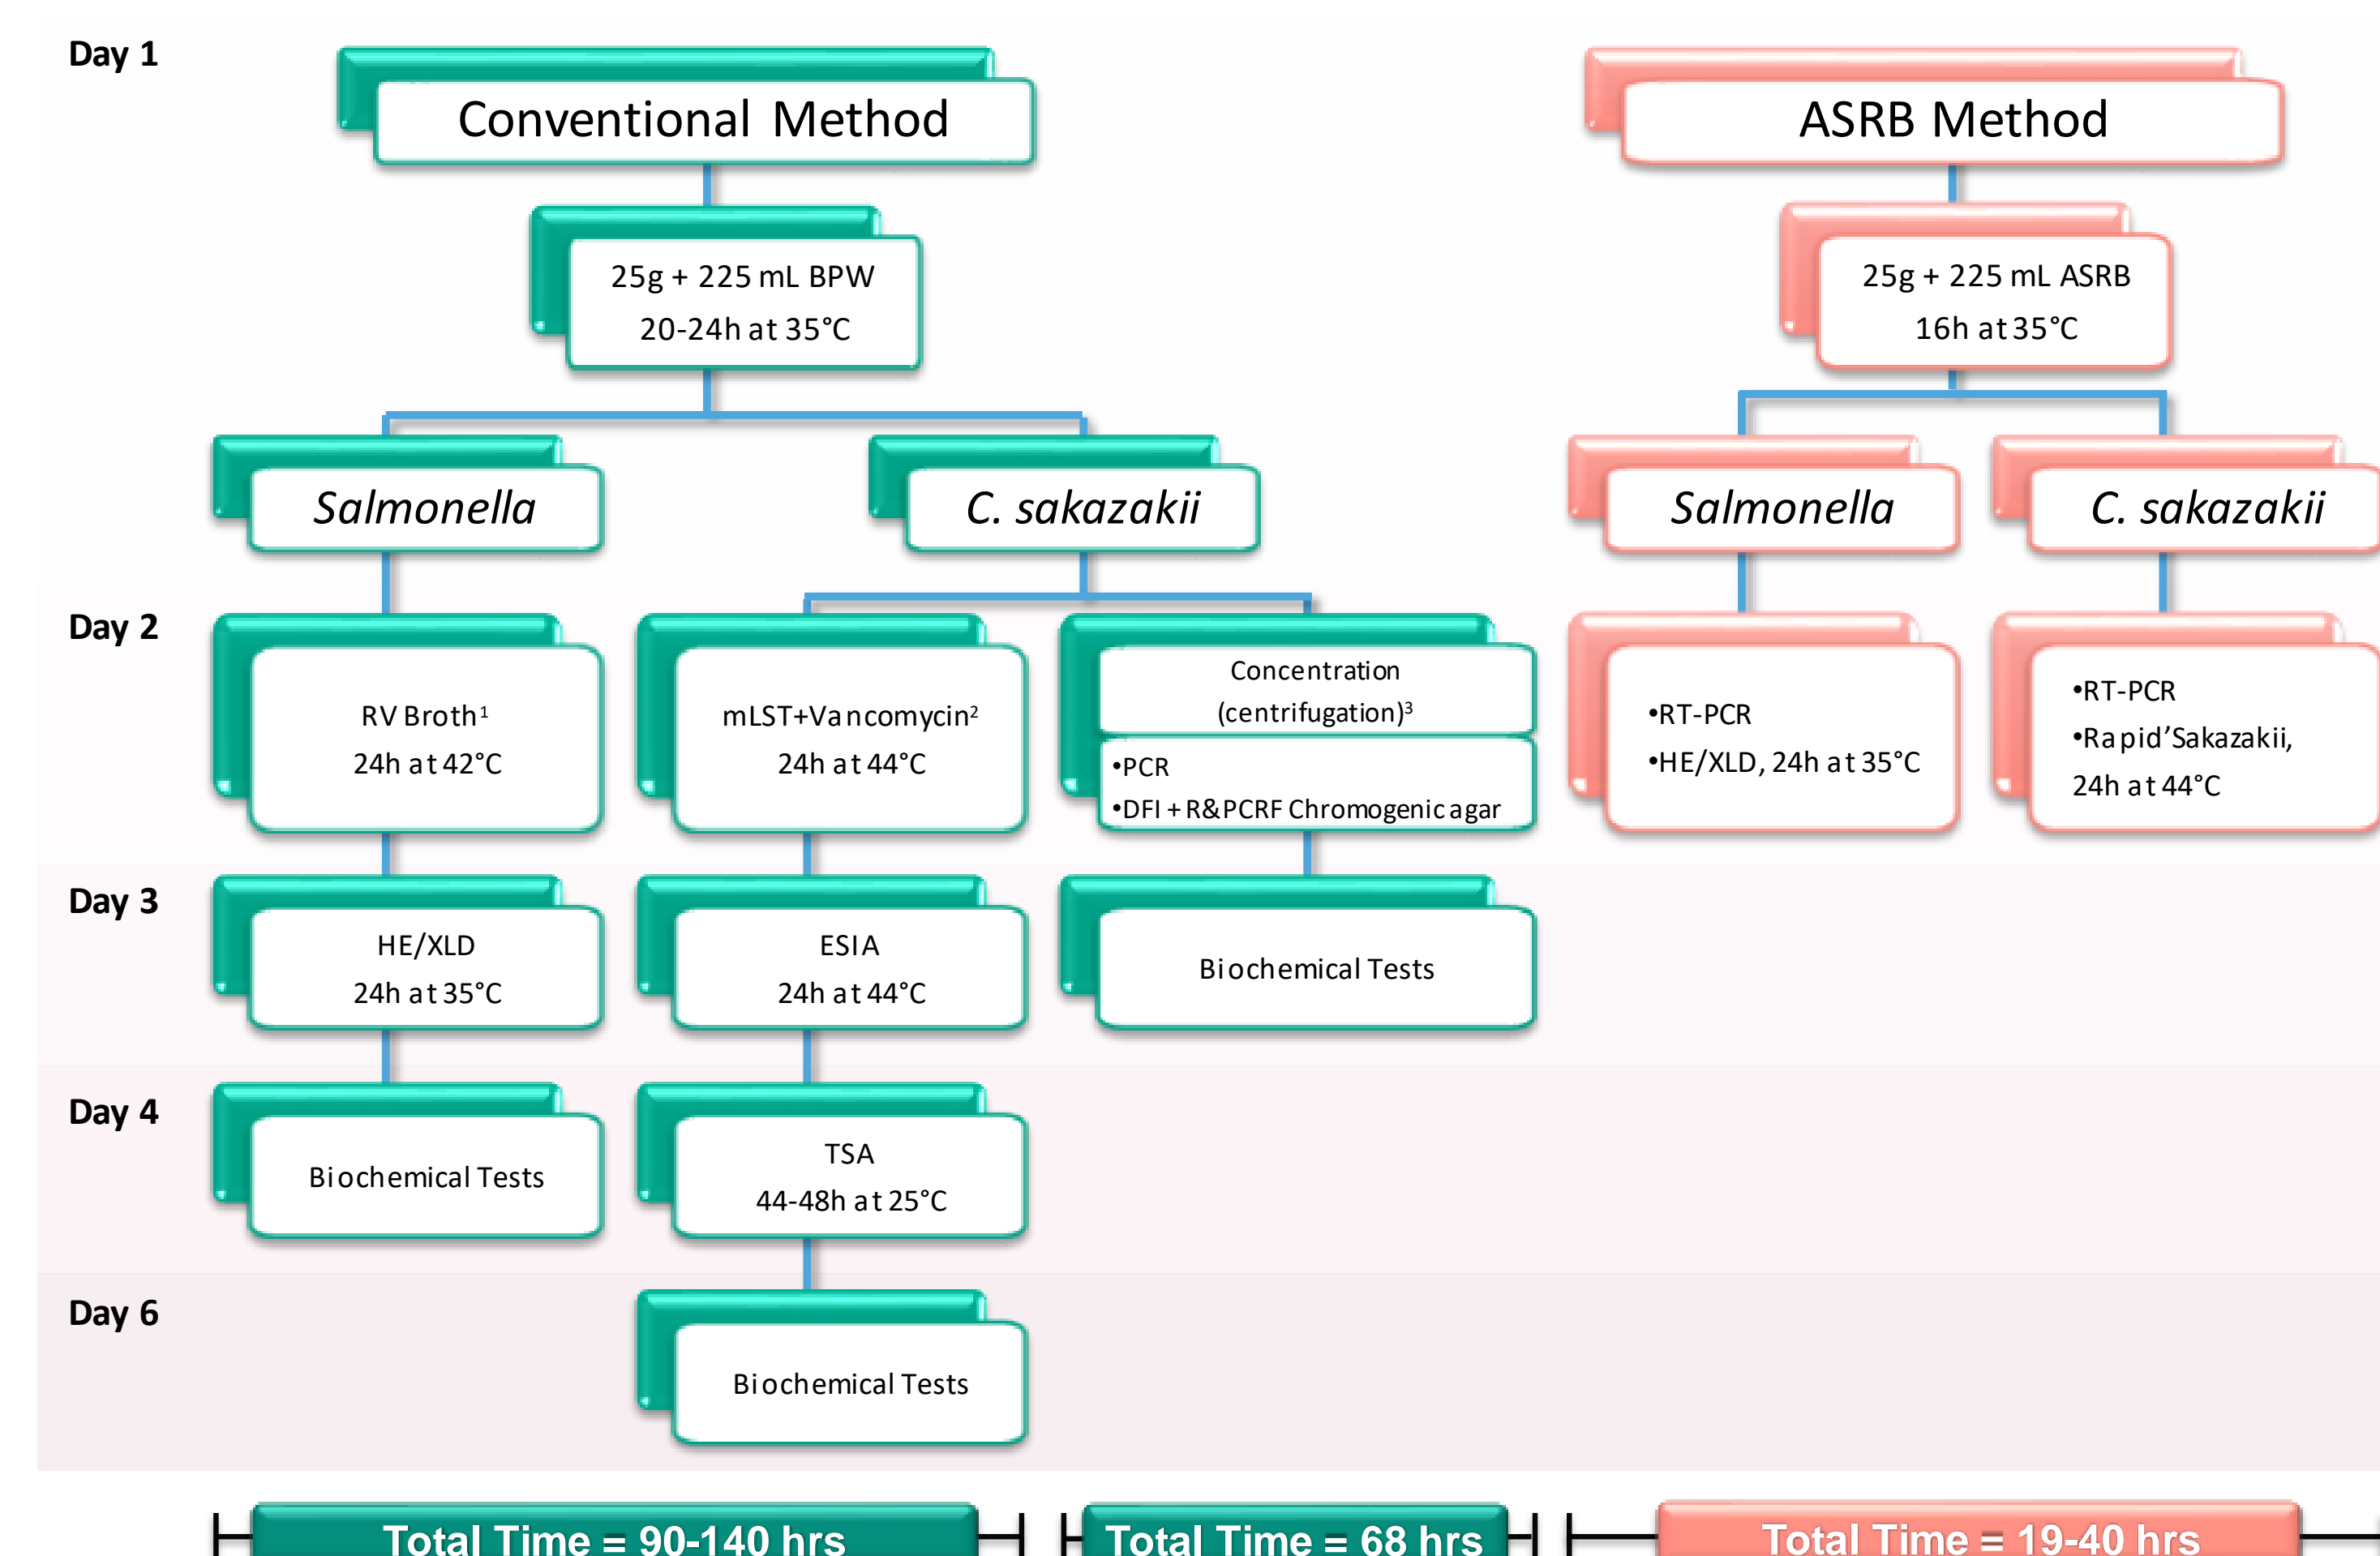 Day 1
Conventional Method
ASRB Method
25g + 225 mL BPW
20-24h at 35°C
25g + 225 mL ASRB
16h at 35°C
Salmonella
C. sakazakii
Salmonella
C. sakazakii
Day 2
RV Broth¹
24h at 42°C
mLST+Vancomycin²
24h at 44°C
Concentration
(centrifugation)³
•PCR
•DFI + R&PCRF Chromogenic agar
•RT-PCR
•HE/XLD, 24h at 35°C
•RT-PCR
•Rapid’Sakazakii,
24h at 44°C
Day 3
HE/XLD
24h at 35°C
ESIA
24h at 44°C
Biochemical Tests
Day 4
Biochemical Tests
TSA
44-48h at 25°C
Day 6
Biochemical Tests
Total Time = 90-140 hrs
Total Time = 68 hrs
Total Time = 19-40 hrs